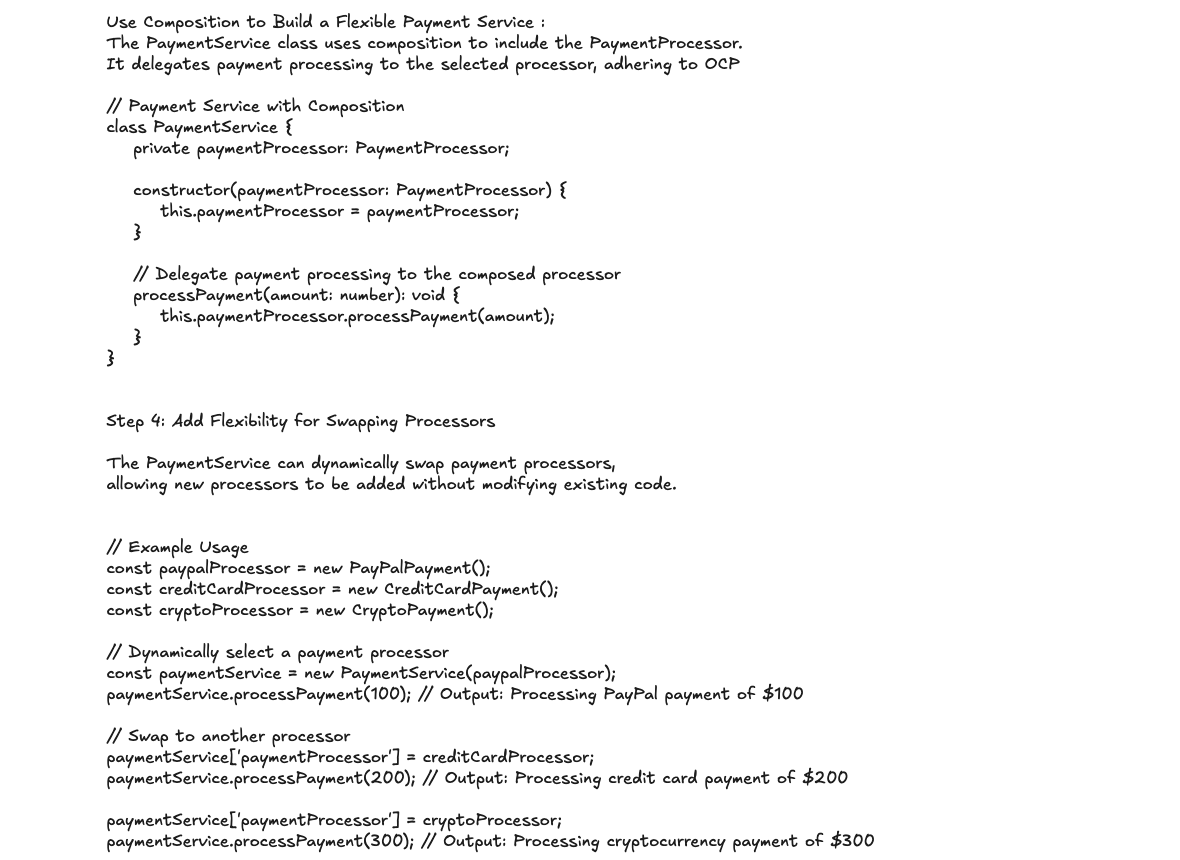 Use Composition to Build a Flexible Payment Service :
The PaymentService class uses composition to include the PaymentProcessor.
It delegates payment processing to the selected processor, adhering to OCP
// Payment Service with Composition
class PaymentService {
private paymentProcessor: PaymentProcessor;
constructor(paymentProcessor: PaymentProcessor) {
this.paymentProcessor = paymentProcessor;
}
// Delegate payment processing to the composed processor
processPayment(amount: number): void {
this.paymentProcessor.processPayment(amount);
}
}
Step 4: Add Flexibility for Swapping Processors
The PaymentService can dynamically swap payment processors,
allowing new processors to be added without modifying existing code.
// Example Usage
const paypalProcessor = new PayPalPayment();
const creditCardProcessor = new CreditCardPayment();
const cryptoProcessor = new CryptoPayment();
// Dynamically select a payment processor
const paymentService = new PaymentService(paypalProcessor);
paymentService.processPayment(100); // Output: Processing PayPal payment of $100
// Swap to another processor
paymentService['paymentProcessor'] = creditCardProcessor;
paymentService.processPayment(200); // Output: Processing credit card payment of $200
paymentService['paymentProcessor'] = cryptoProcessor;
paymentService.processPayment(300); // Output: Processing cryptocurrency payment of $300